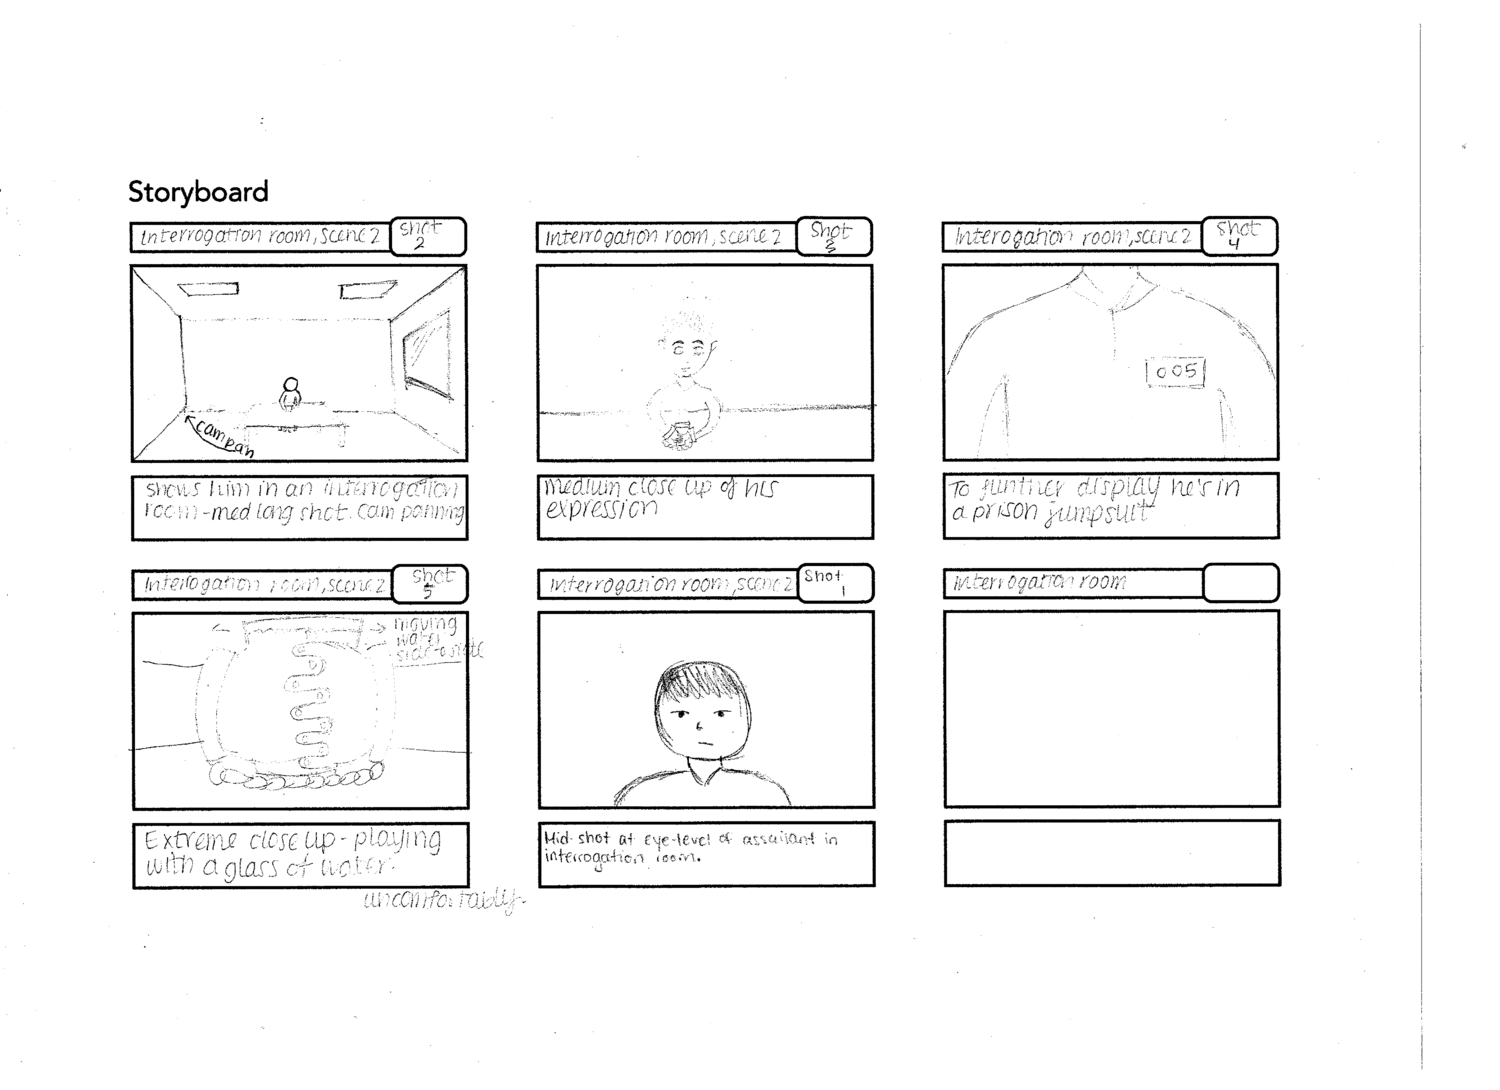 Storyboard
Interrogation room, scene 2
Shot
2
cam pan
shows him in an interrogation
room - med long shot. cam panning
Interrogation room, scene 2
Shot
3
medium close up of his
expression
Interogation room, scene 2
Shot
4
005
To further display he's in
a prison jumpsuit
Interrogation room, scene 2
Shot
5
moving
water
side to side
Extreme close up - playing
with a glass of water.
uncomfortably.
Interrogation room, scene 2
Shot
1
Mid-shot at eye-level of assailant in
interrogation room.
Interrogation room